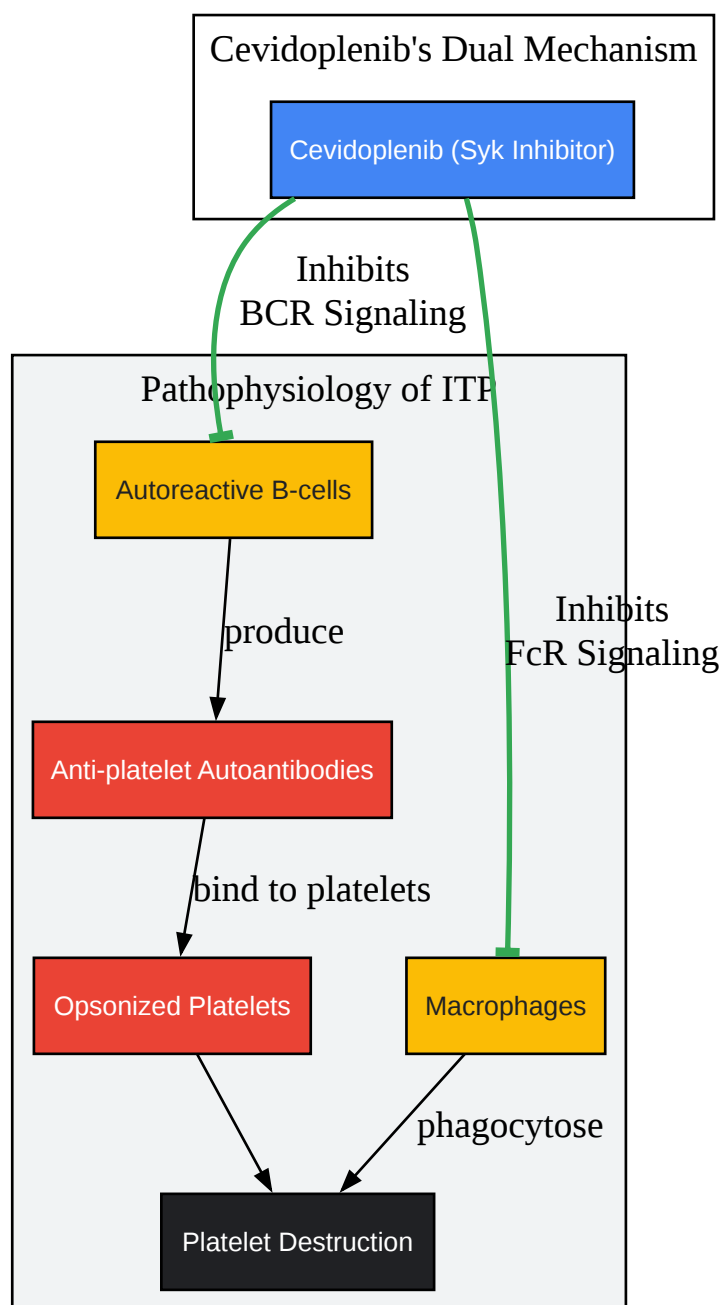 Cevidoplenib's Dual Mechanism
Cevidoplenib (Syk Inhibitor)
Inhibits
BCR Signaling
Pathophysiology of ITP
Autoreactive B-cells
Inhibits
FcR Signaling
produce
Anti-platelet Autoantibodies
bind to platelets
Opsonized Platelets
Macrophages
phagocytose
Platelet Destruction